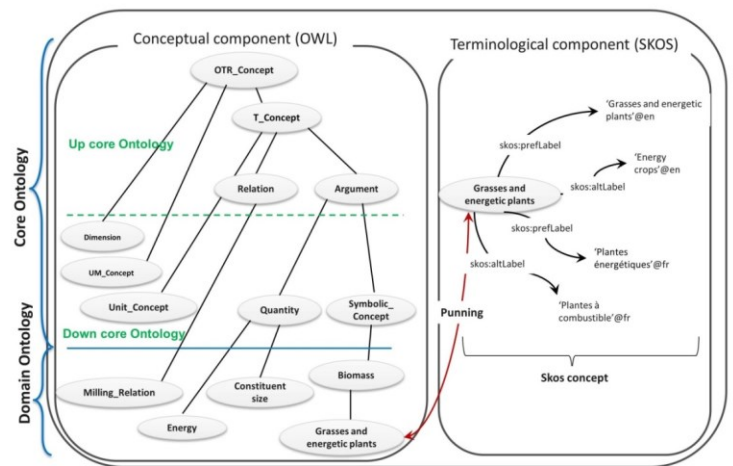 Conceptual component (OWL)
Terminological component (SKOS)
OTR_Concept
T_Concept
Up core Ontology
Relation
Argument
Core Ontology
Dimension
UM_Concept
Unit_Concept
Quantity
Symbolic_
Concept
Down core Ontology
Domain Ontology
Milling_Relation
Constituent
size
Biomass
Energy
Grasses and
energetic plants
Punning
'Grasses and energetic
plants'@en
skos:prefLabel
'Energy
crops'@en
skos:altLabel
Grasses and
energetic plants
skos:prefLabel
'Plantes
énergétiques'@fr
skos:altLabel
'Plantes à
combustible'@fr
Skos concept